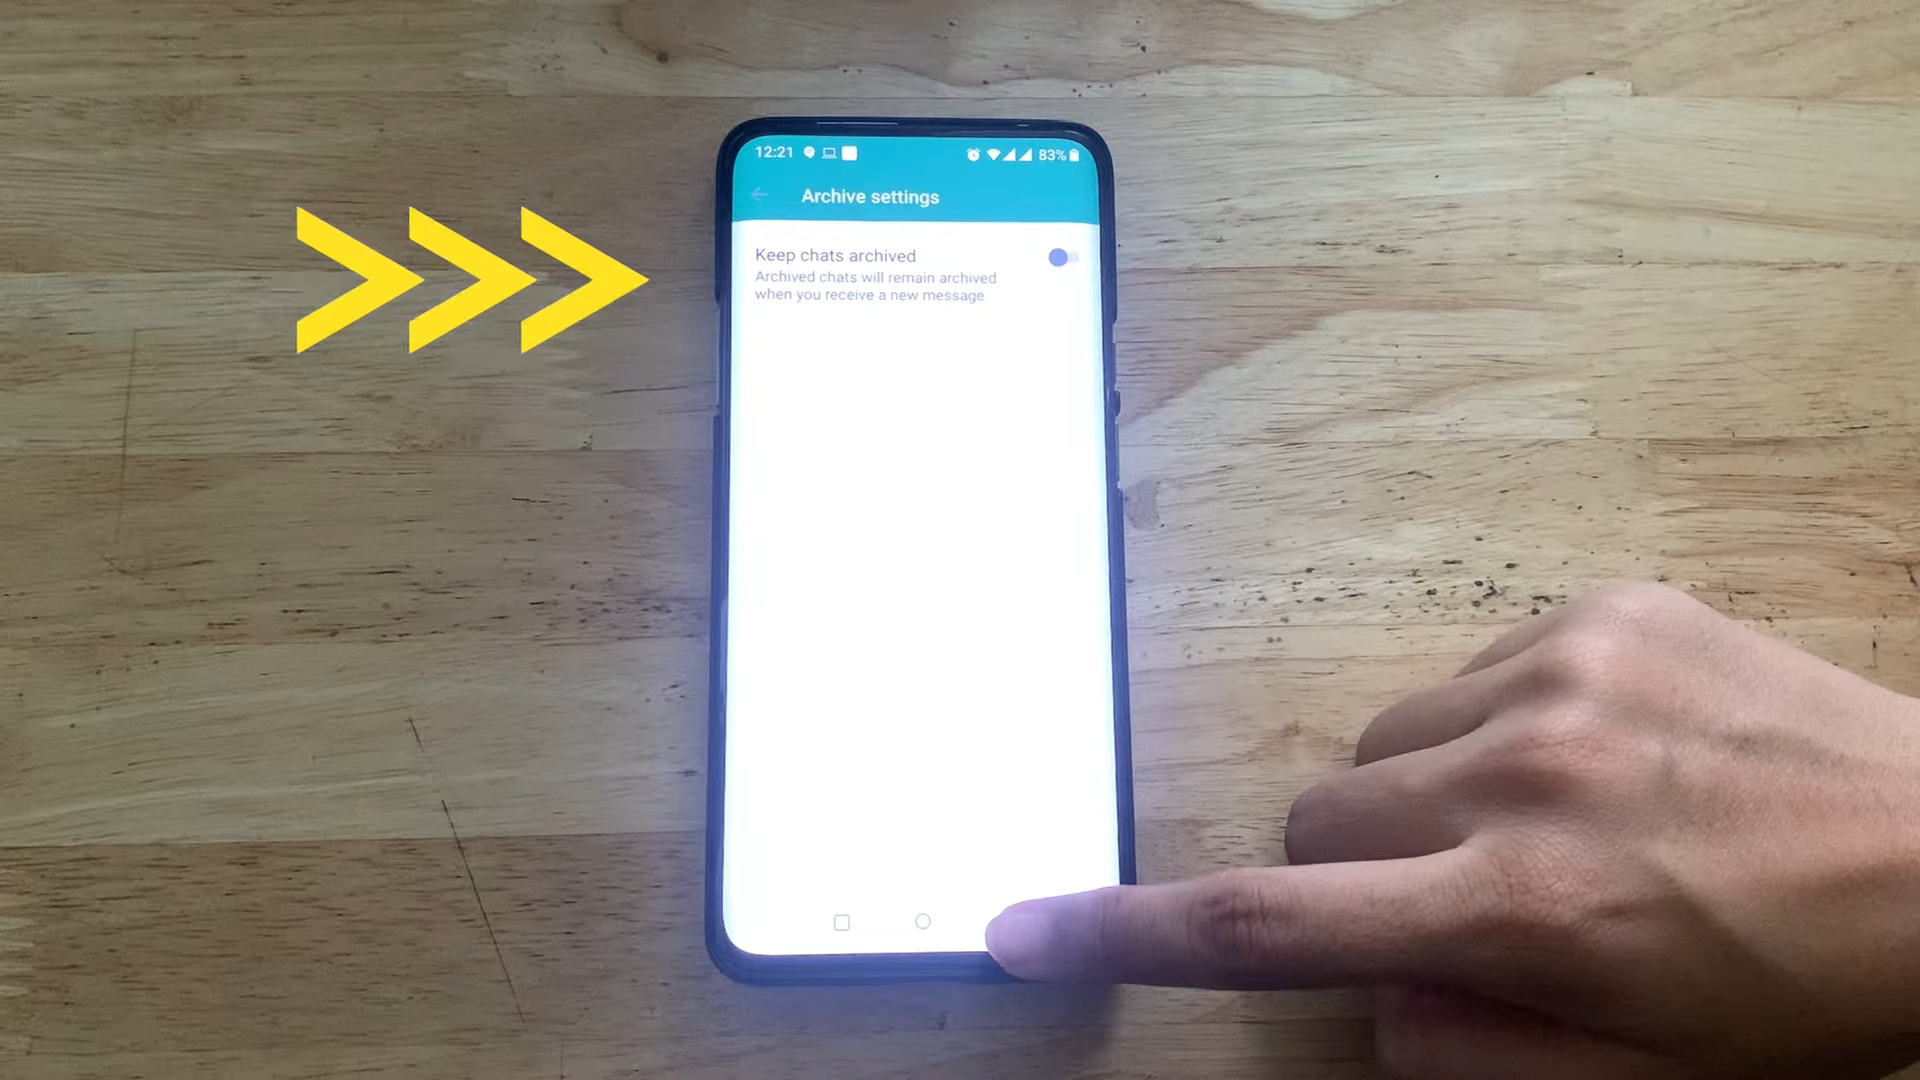 12:21 83%
Archive settings
Keep chats archived
Archived chats will remain archived
when you receive a new message